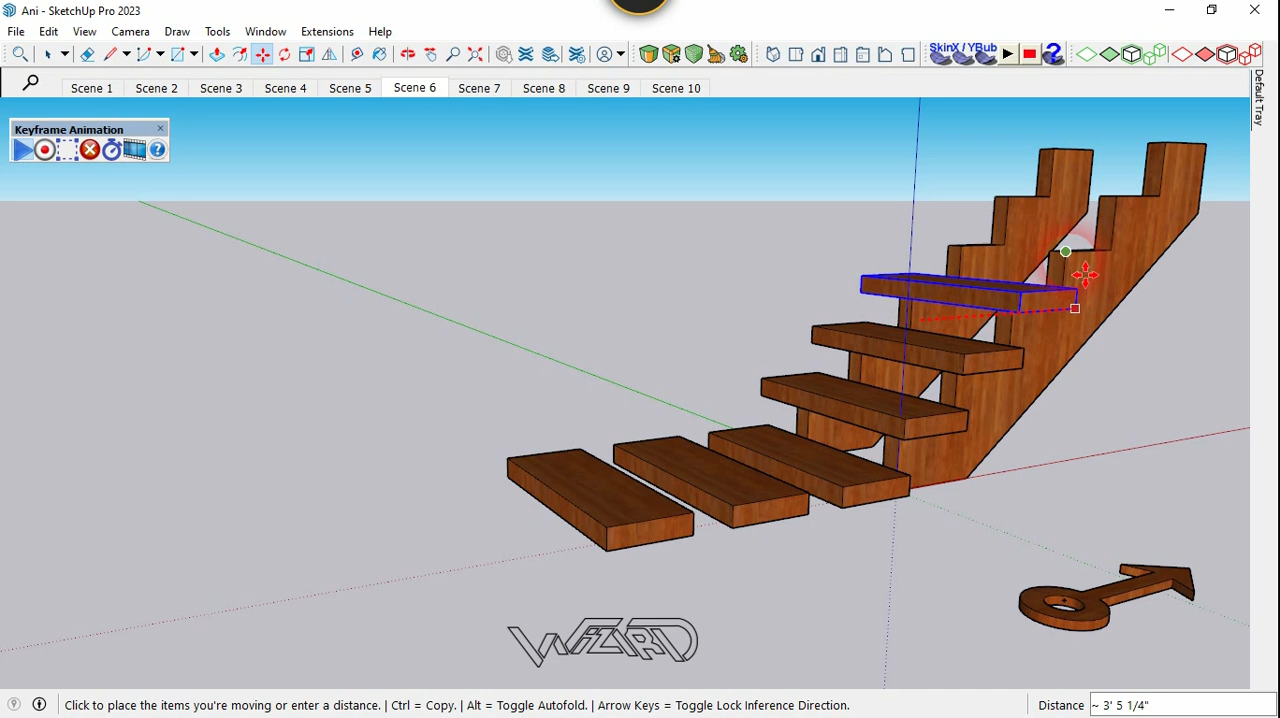 Ani - SketchUp Pro 2023
File Edit View Camera Draw Tools Window Extensions Help
SkinX / YBub
Scene 1 Scene 2 Scene 3 Scene 4 Scene 5 Scene 6 Scene 7 Scene 8 Scene 9 Scene 10
Default Tray
Keyframe Animation
WIZARD
Click to place the items you're moving or enter a distance. | Ctrl = Copy. | Alt = Toggle Autofold. | Arrow Keys = Toggle Lock Inference Direction.
Distance ~ 3' 5 1/4"